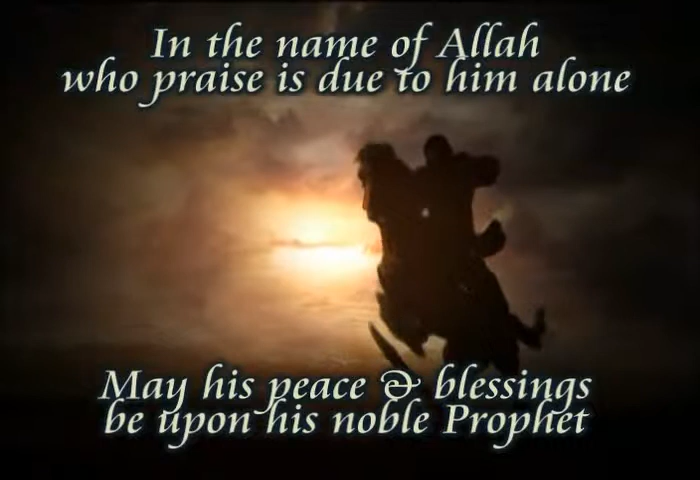 In the name of Allah
who praise is due to him alone
May his peace & blessings
be upon his noble Prophet